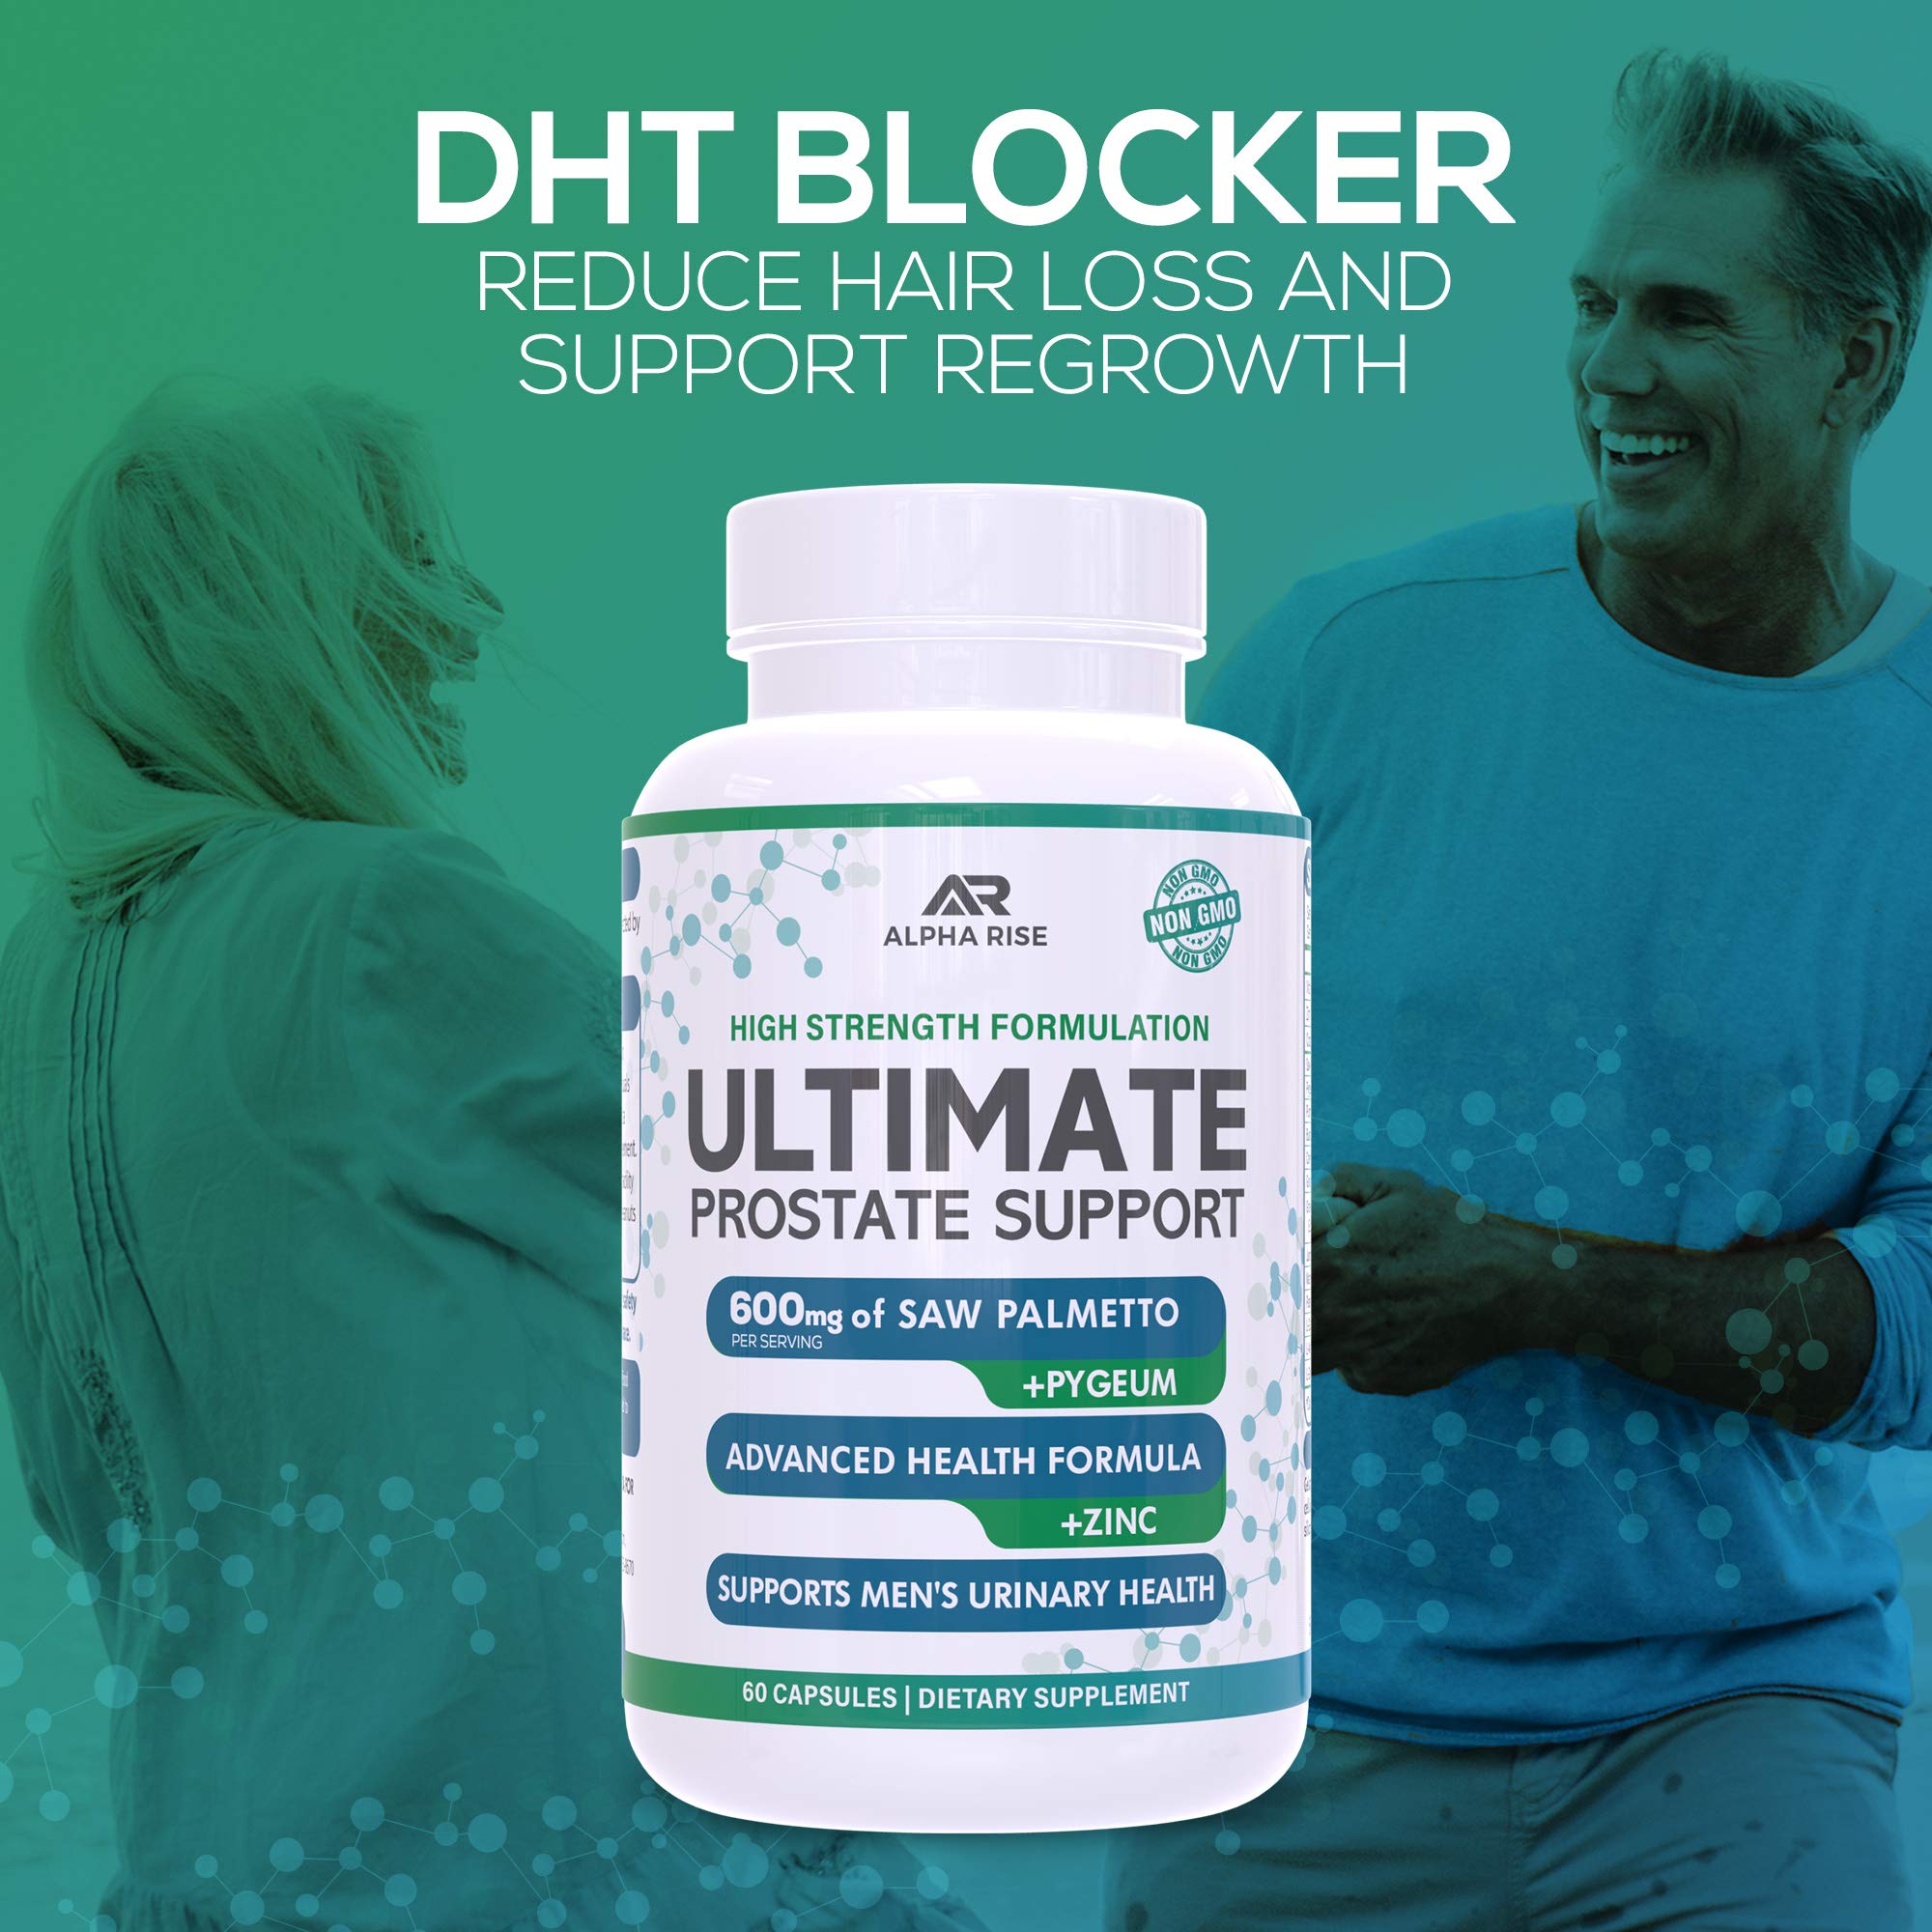 DHT BLOCKER
REDUCE HAIR LOSS AND
SUPPORT REGROWTH
AR
ALPHA RISE
NON GMO
NON GMO
NON GMO
HIGH STRENGTH FORMULATION
ULTIMATE
PROSTATE SUPPORT
600mg of SAW PALMETTO
PER SERVING
+PYGEUM
ADVANCED HEALTH FORMULA
+ZINC
SUPPORTS MEN'S URINARY HEALTH
60 CAPSULES | DIETARY SUPPLEMENT